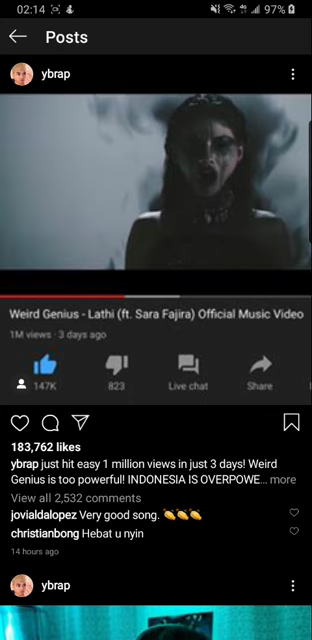 02:14
97%
Posts
ybrap
Weird Genius - Lathi (ft. Sara Fajira) Official Music Video
1M views · 3 days ago
147K
823
Live chat
Share
183,762 likes
ybrap just hit easy 1 million views in just 3 days! Weird
Genius is too powerful! INDONESIA IS OVERPOWE... more
View all 2,532 comments
jovialdalopez Very good song. 🌽🌽🌽
christianbong Hebat u nyin
14 hours ago
ybrap